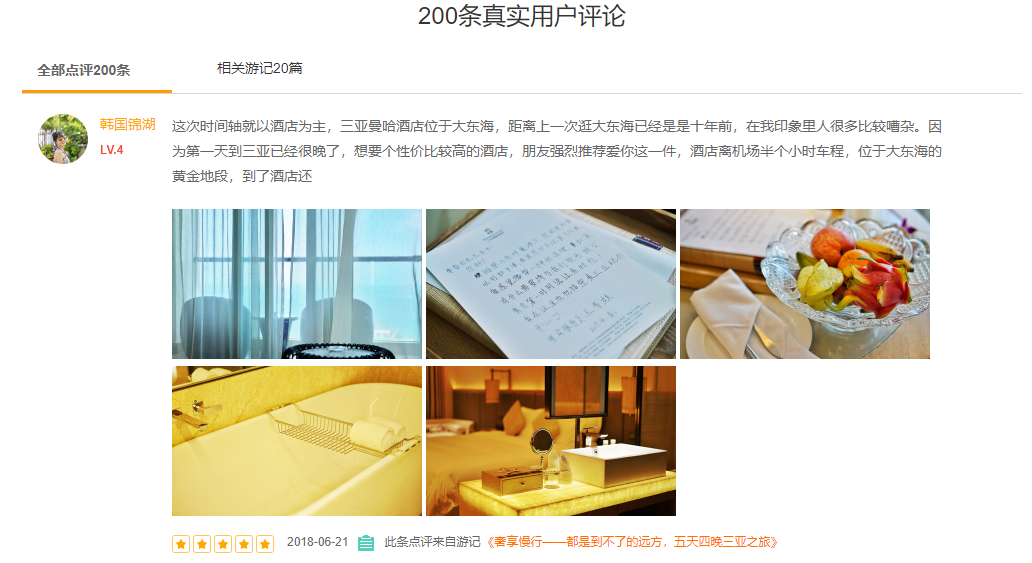 200条真实用户评论
全部点评200条
相关游记20篇
韩国锦湖
LV.4
这次时间轴就以酒店为主，三亚曼哈酒店位于大东海，距离上一次逛大东海已经是是十年前，在我印象里人很多比较嘈杂。因
为第一天到三亚已经很晚了，想要个性价比较高的酒店，朋友强烈推荐爱你这一件，酒店离机场半个小时车程，位于大东海的
黄金地段，到了酒店还
2018-06-21
此条点评来自游记《奢享慢行——都是到不了的远方，五天四晚三亚之旅》